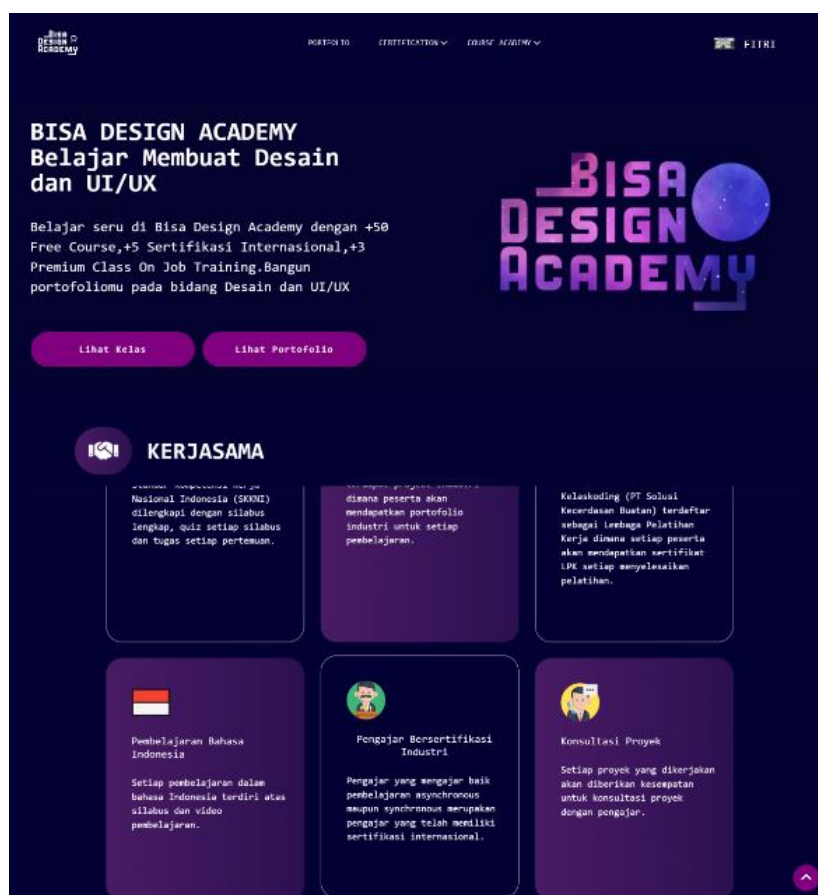 BISA
DESIGN
ACADEMY
PORTFOLIO
CERTIFICATION
COURSE ACADEMY
FITRI
BISA DESIGN ACADEMY
Belajar Membuat Desain
dan UI/UX
Belajar seru di Bisa Design Academy dengan +50
Free Course,+5 Sertifikasi Internasional,+3
Premium Class On Job Training.Bangun
portofoliomu pada bidang Desain dan UI/UX
Lihat Kelas
Lihat Portofolio
BISA
DESIGN
ACADEMY
KERJASAMA
Standar Kompetensi Kerja
Nasional Indonesia (SKKNI)
dilengkapi dengan silabus
lengkap, quiz setiap silabus
dan tugas setiap pertemuan.
terdapat project industri
dimana peserta akan
mendapatkan portofolio
industri untuk setiap
pembelajaran.
Kelaskoding (PT Solusi
Kecerdasan Buatan) terdaftar
sebagai Lembaga Pelatihan
Kerja dimana setiap peserta
akan mendapatkan sertifikat
LPK setiap menyelesaikan
pelatihan.
Pembelajaran Bahasa
Indonesia
Setiap pembelajaran dalam
bahasa Indonesia terdiri atas
silabus dan video
pembelajaran.
Pengajar Bersertifikasi
Industri
Pengajar yang mengajar baik
pembelajaran asynchronous
maupun synchronous merupakan
pengajar yang telah memiliki
sertifikasi internasional.
Konsultasi Proyek
Setiap proyek yang dikerjakan
akan diberikan kesempatan
untuk konsultasi proyek
dengan pengajar.